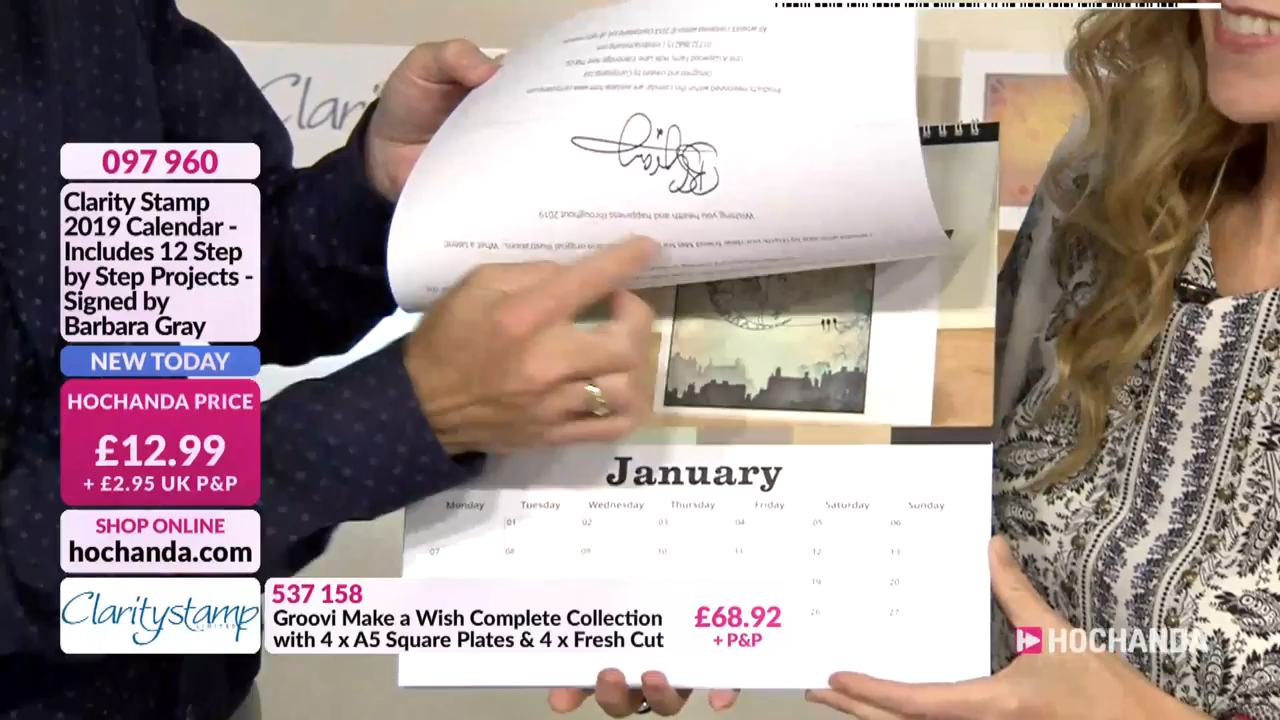 097 960
Clarity Stamp
2019 Calendar -
Includes 12 Step
by Step Projects -
Signed by
Barbara Gray
NEW TODAY
HOCHANDA PRICE
£12.99
+ £2.95 UK P&P
SHOP ONLINE
hochanda.com
Claritystamp
LIMITED
537 158
Groovi Make a Wish Complete Collection
with 4 x A5 Square Plates & 4 x Fresh Cut
£68.92
+ P&P
HOCHANDA
Clari
Wishing you health and happiness throughout 2019
January
Monday Tuesday Wednesday Thursday Friday Saturday Sunday
01 02 03 04 05 06
07 08 09 10 11 12 13
19 20
26 27